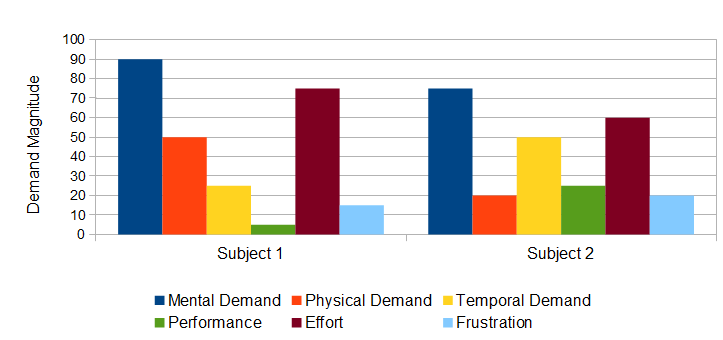 100
90
80
70
60
50
40
30
20
10
0
Demand Magnitude
Subject 1 Subject 2
Mental Demand Physical Demand Temporal Demand
Performance Effort Frustration